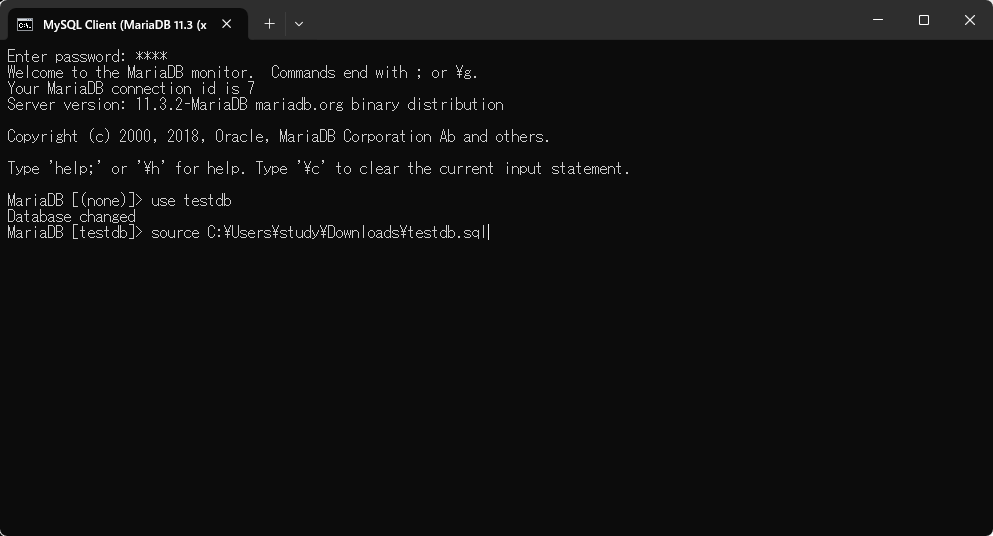 MySQL Client (MariaDB 11.3 (x
Enter password: ****
Welcome to the MariaDB monitor.  Commands end with ; or ¥g.
Your MariaDB connection id is 7
Server version: 11.3.2-MariaDB mariadb.org binary distribution
Copyright (c) 2000, 2018, Oracle, MariaDB Corporation Ab and others.
Type 'help;' or '¥h' for help. Type '¥c' to clear the current input statement.
MariaDB [(none)]> use testdb
Database changed
MariaDB [testdb]> source C:¥Users¥study¥Downloads¥testdb.sql